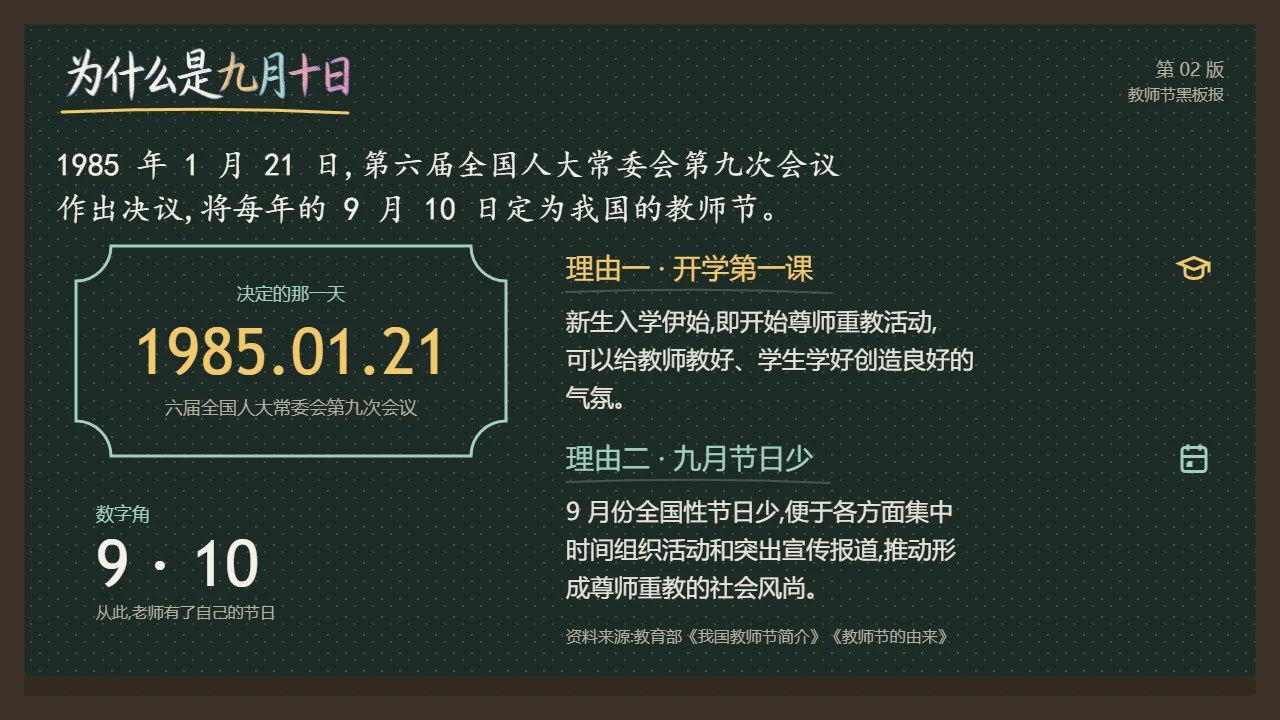 为什么是九月十日
第 02 版
教师节黑板报
1985 年 1 月 21 日,第六届全国人大常委会第九次会议
作出决议,将每年的 9 月 10 日定为我国的教师节。
决定的那一天
1985.01.21
六届全国人大常委会第九次会议
数字角
9 · 10
从此,老师有了自己的节日
理由一 · 开学第一课
新生入学伊始,即开始尊师重教活动,
可以给教师教好、学生学好创造良好的
气氛。
理由二 · 九月节日少
9 月份全国性节日少,便于各方面集中
时间组织活动和突出宣传报道,推动形
成尊师重教的社会风尚。
资料来源:教育部《我国教师节简介》《教师节的由来》